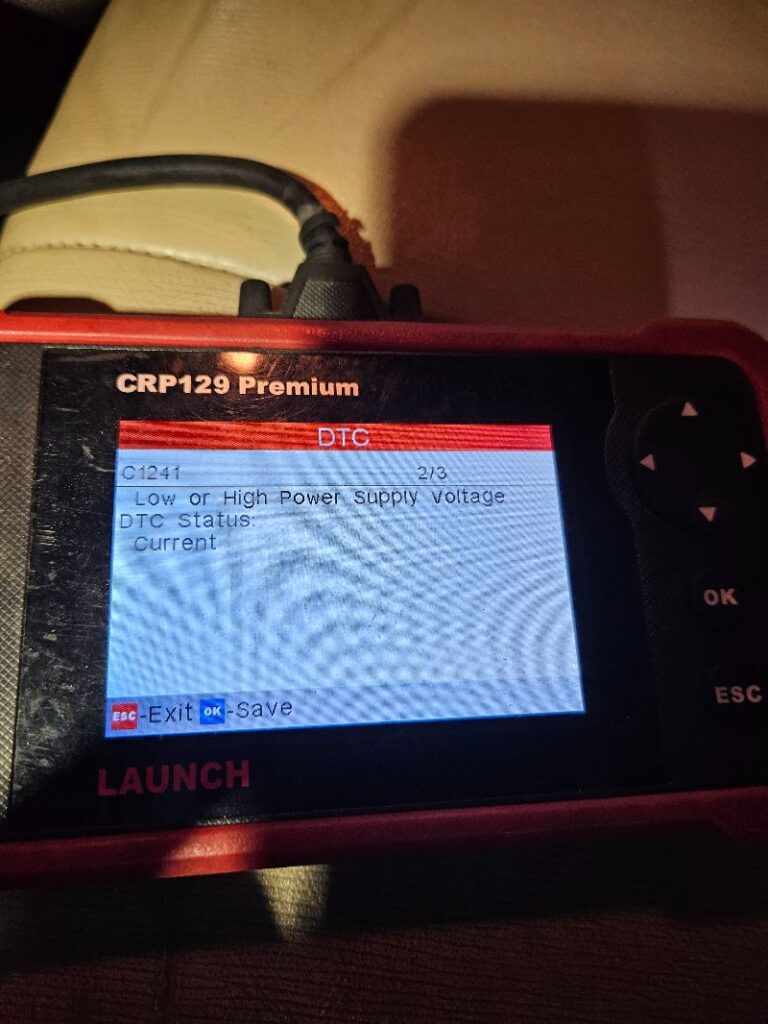 CRP129 Premium
DTC
C1241 2/3
Low or High Power Supply Voltage
DTC Status:
Current
ESC -Exit OK -Save
LAUNCH
OK
ESC